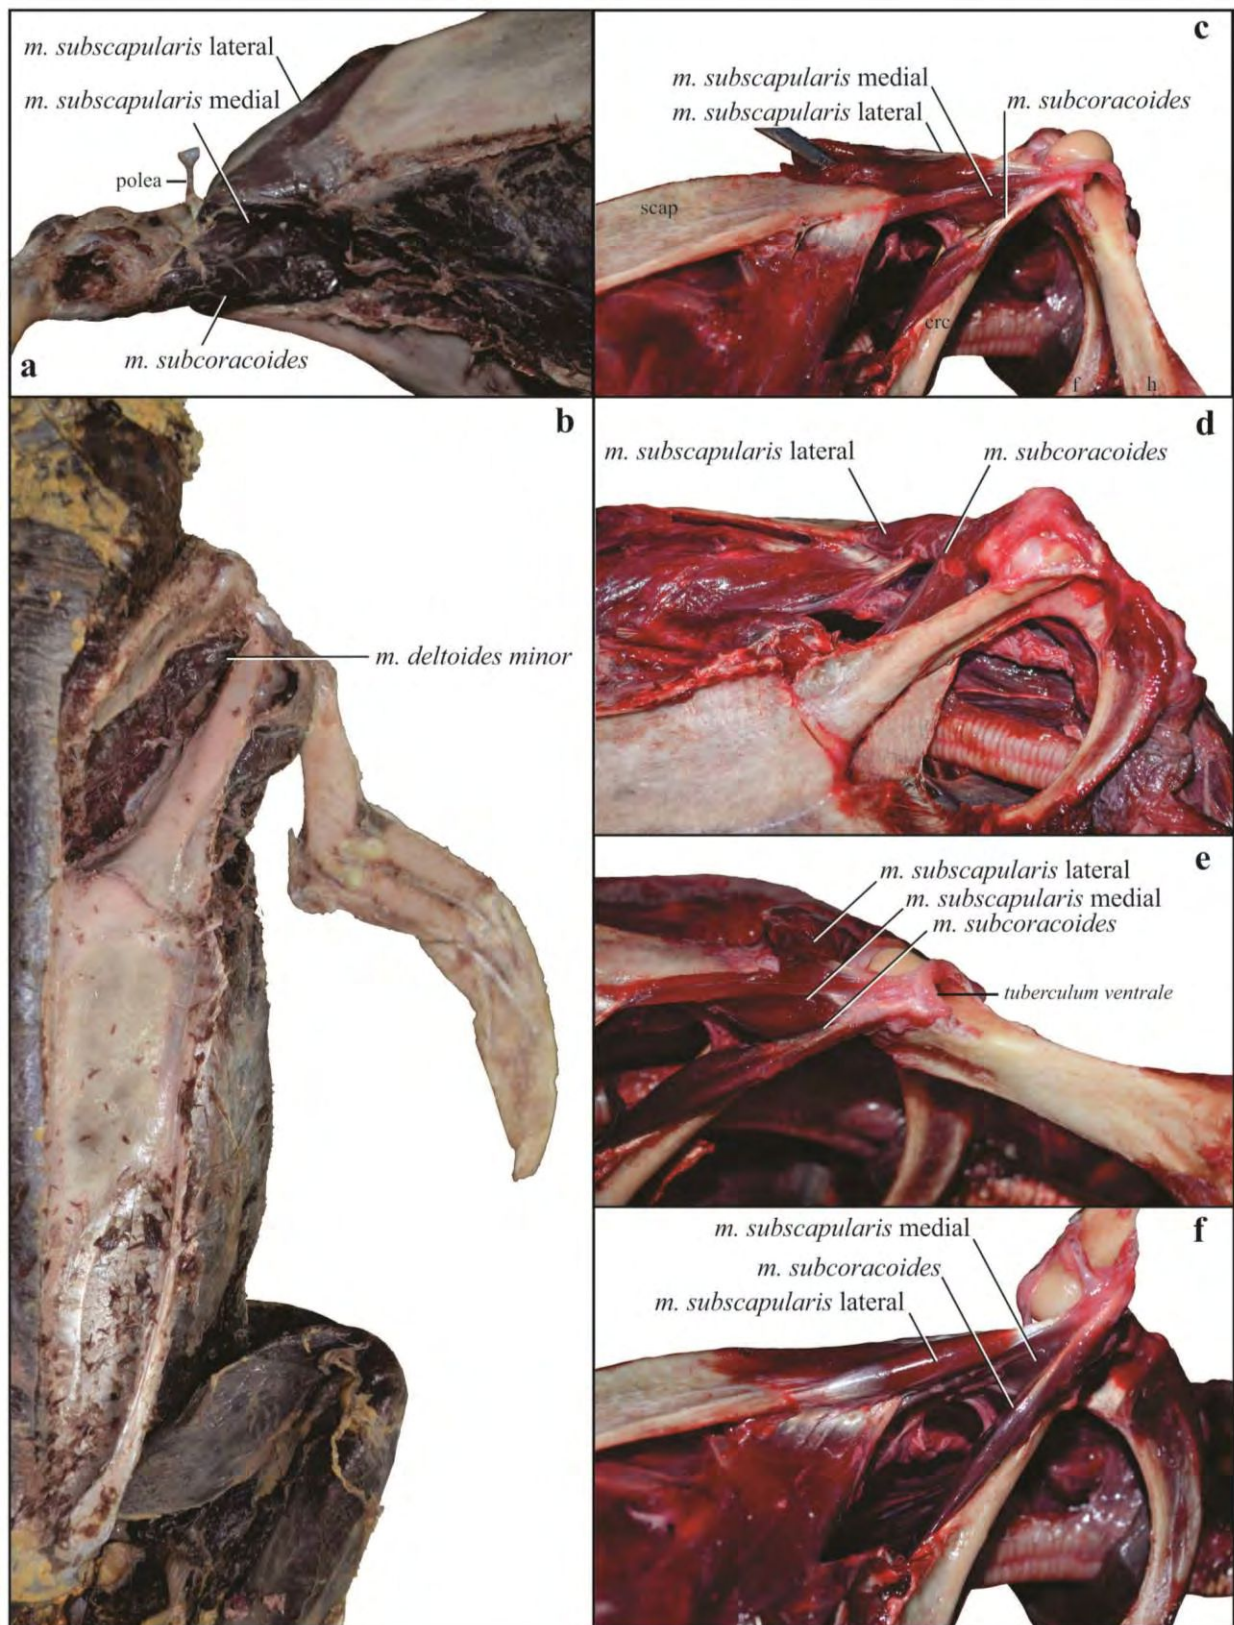 m. subscapularis lateral
m. subscapularis medial
polea
m. subcoracoides
a
b
m. deltoides minor
c
m. subscapularis medial
m. subscapularis lateral
m. subcoracoides
scap
crc
f
h
d
m. subscapularis lateral
m. subcoracoides
e
m. subscapularis lateral
m. subscapularis medial
m. subcoracoides
tuberculum ventrale
f
m. subscapularis medial
m. subcoracoides
m. subscapularis lateral